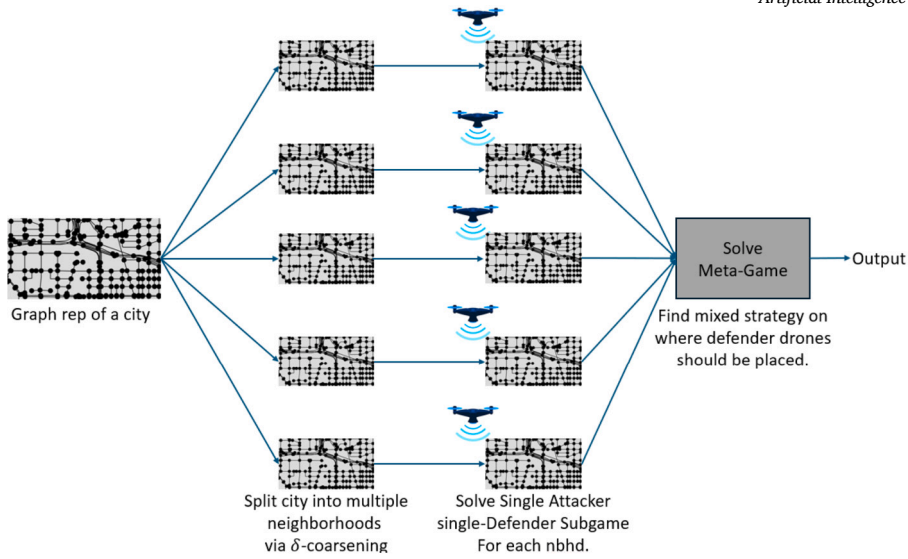 Artificial Intelligence
Graph rep of a city
Split city into multiple
neighborhoods
via δ-coarsening
Solve Single Attacker
single-Defender Subgame
For each nbhd.
Solve
Meta-Game
Find mixed strategy on
where defender drones
should be placed.
Output